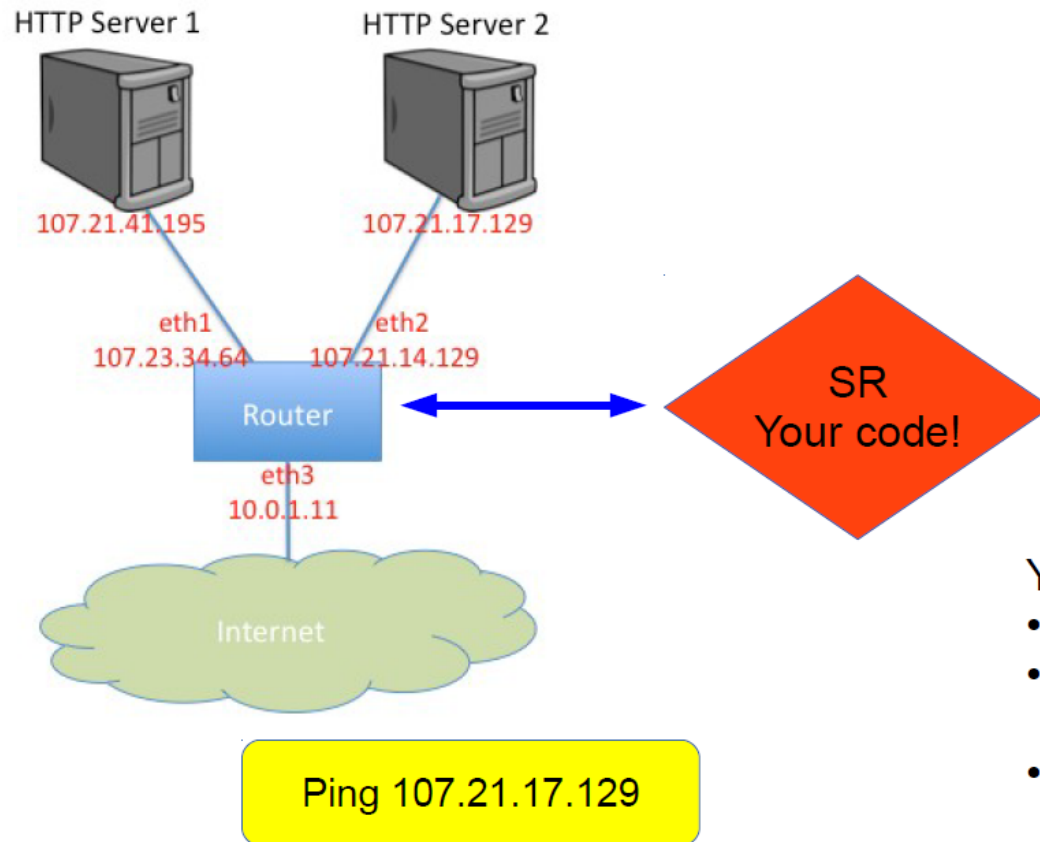 HTTP Server 1
HTTP Server 2
107.21.41.195
107.21.17.129
eth1
107.23.34.64
eth2
107.21.14.129
Router
SR
Your code!
eth3
10.0.1.11
Internet
Y
•
•
•
Ping 107.21.17.129